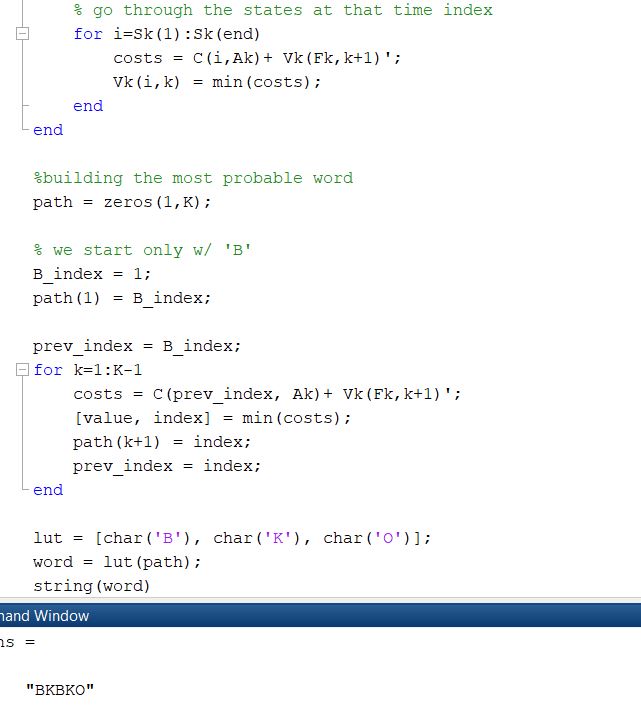 % go through the states at that time index
for i=Sk(1):Sk(end)
costs = C(i,Ak)+ Vk(Fk,k+1)';
Vk(i,k) = min(costs);
end
end
%building the most probable word
path = zeros(1,K);
% we start only w/ 'B'
B_index = 1;
path(1) = B_index;
prev_index = B_index;
for k=1:K-1
costs = C(prev_index, Ak)+ Vk(Fk,k+1)';
[value, index] = min(costs);
path(k+1) = index;
prev_index = index;
end
lut = [char('B'), char('K'), char('O')];
word = lut(path);
string(word)
mand Window
ns =
"BKBKO"